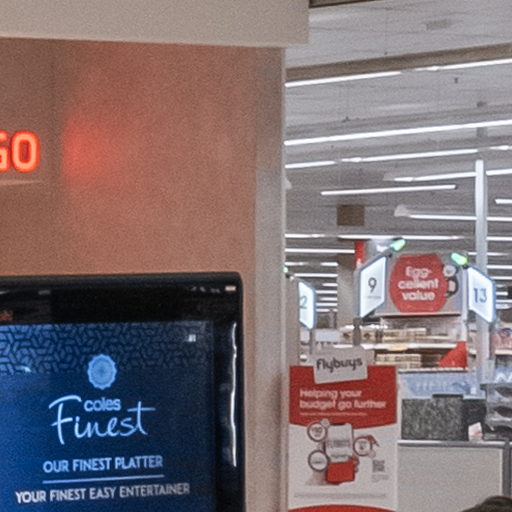 GO
9
Egg-
cellent
value
13
2
flybuys
Helping your
budget go further
coles
Finest
OUR FINEST PLATTER
YOUR FINEST EASY ENTERTAINER